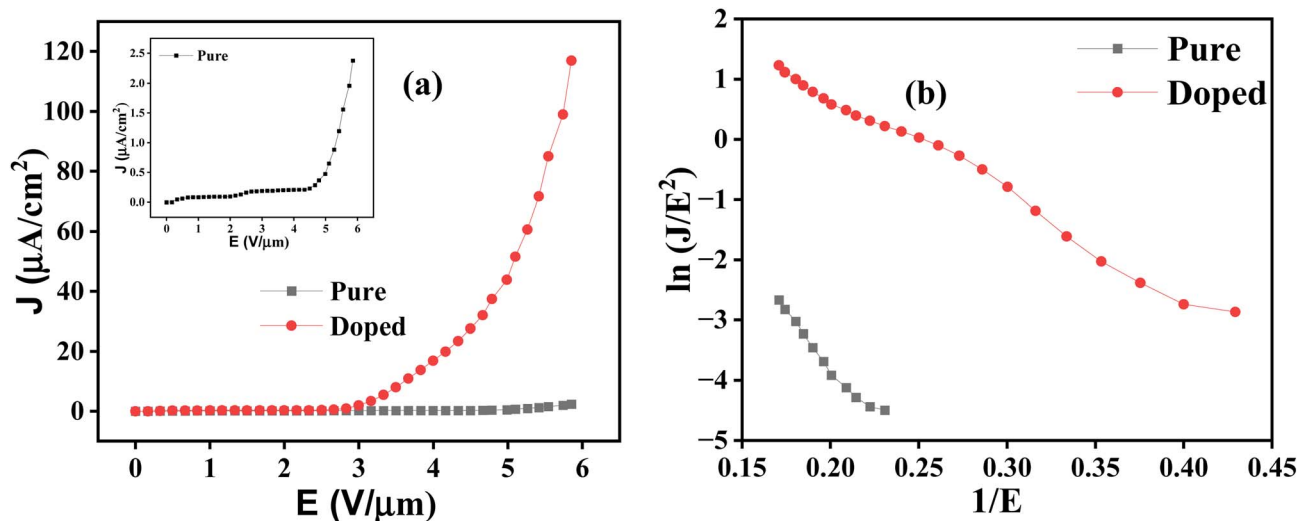 (a)
J (μA/cm²)
120
100
80
60
40
20
0
0 1 2 3 4 5 6
E (V/μm)
Pure
Doped
Pure
J (μA/cm²)
2.5
2.0
1.5
1.0
0.5
0.0
0 1 2 3 4 5 6
E (V/μm)
(b)
Pure
Doped
ln (J/E²)
2
1
0
−1
−2
−3
−4
−5
0.15 0.20 0.25 0.30 0.35 0.40 0.45
1/E